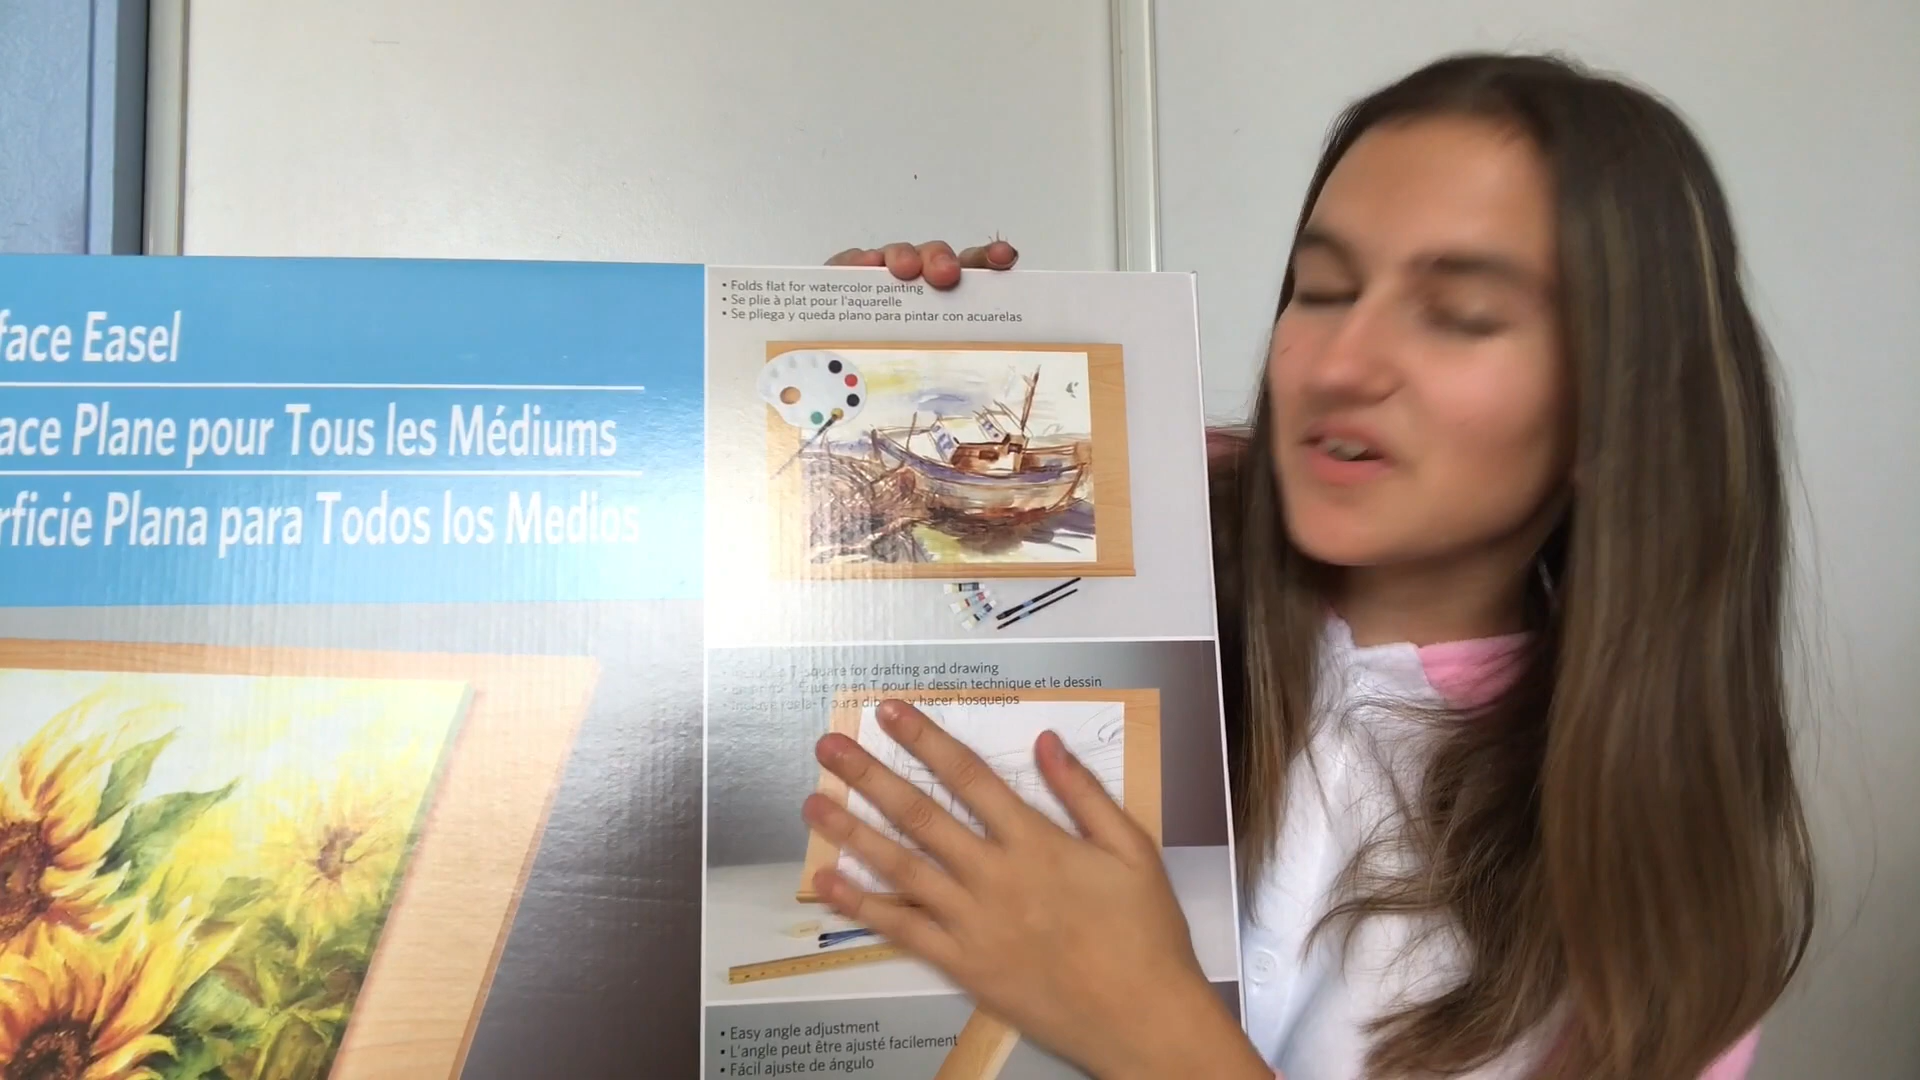 face Easel
ace Plane pour Tous les Médiums
rficie Plana para Todos los Medios
• Folds flat for watercolor painting
• Se plie à plat pour l'aquarelle
• Se pliega y queda plano para pintar con acuarelas
T-square for drafting and drawing
Équerre en T pour le dessin technique et le dessin
regla-T para dibujar y hacer bosquejos
• Easy angle adjustment
• L'angle peut être ajusté facilement
• Fácil ajuste de ángulo